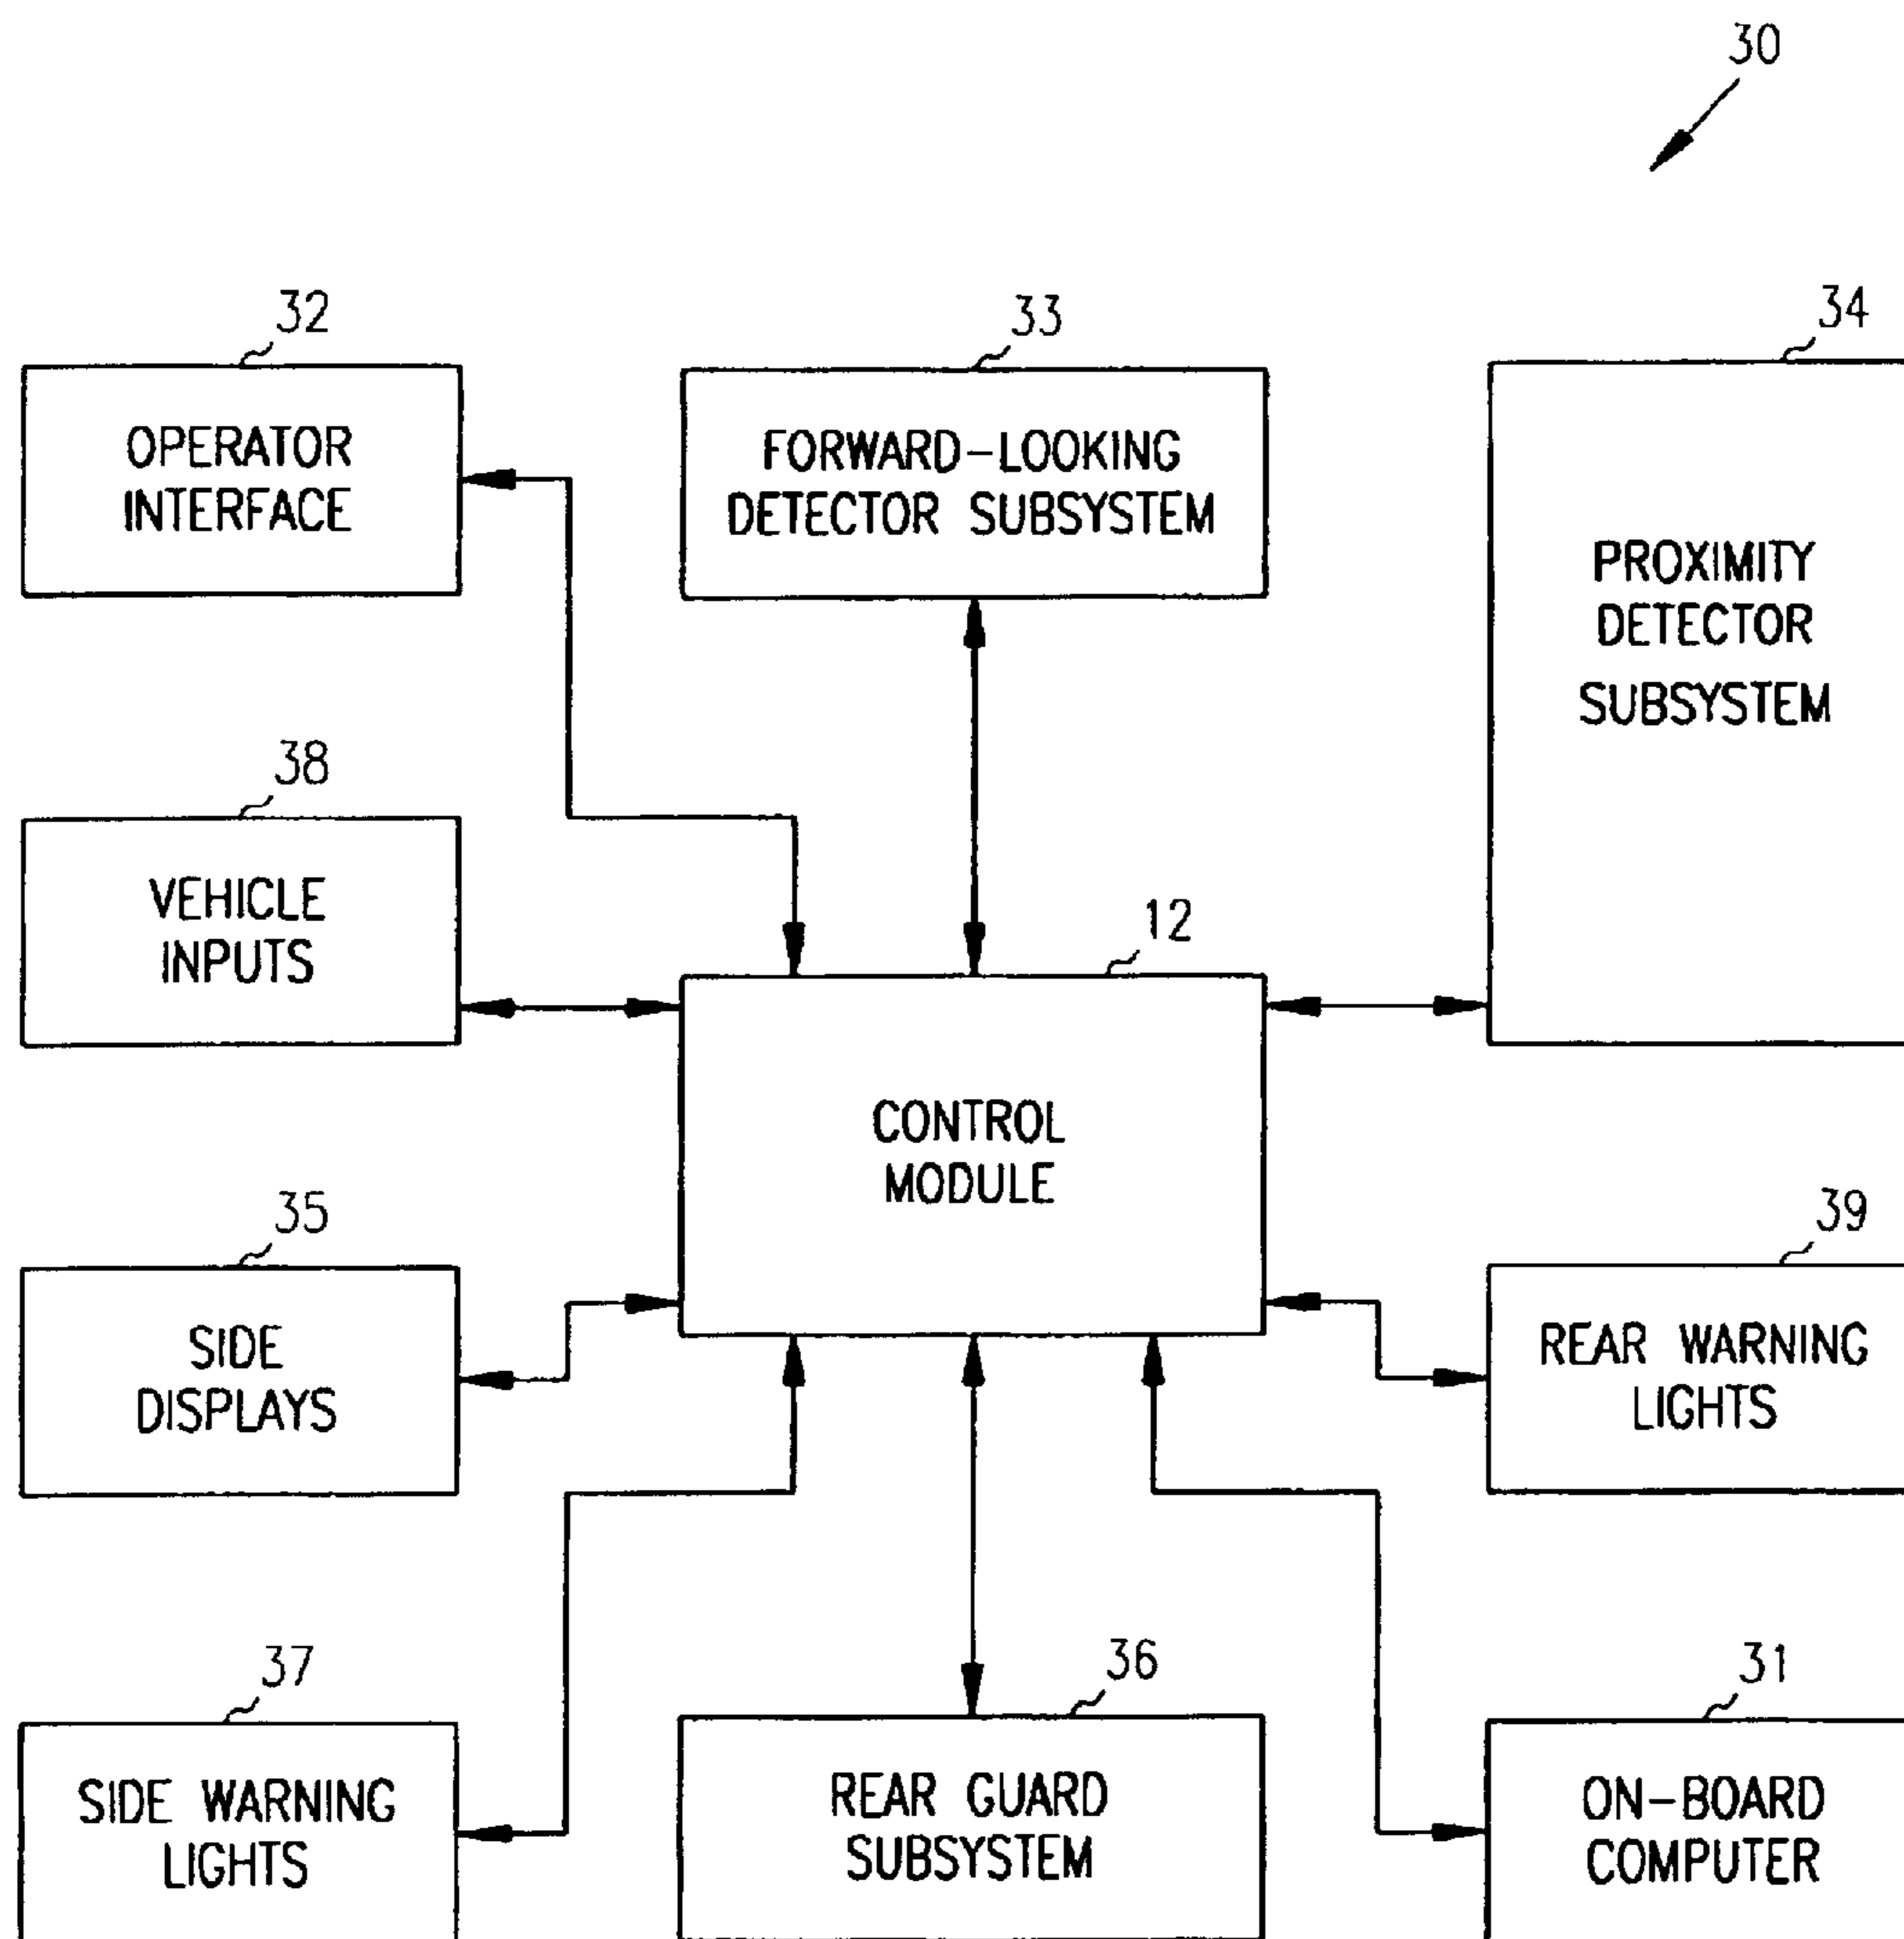 30
32
OPERATOR
INTERFACE
33
FORWARD-LOOKING
DETECTOR SUBSYSTEM
34
PROXIMITY
DETECTOR
SUBSYSTEM
38
VEHICLE
INPUTS
12
CONTROL
MODULE
35
SIDE
DISPLAYS
39
REAR WARNING
LIGHTS
37
SIDE WARNING
LIGHTS
36
REAR GUARD
SUBSYSTEM
31
ON-BOARD
COMPUTER